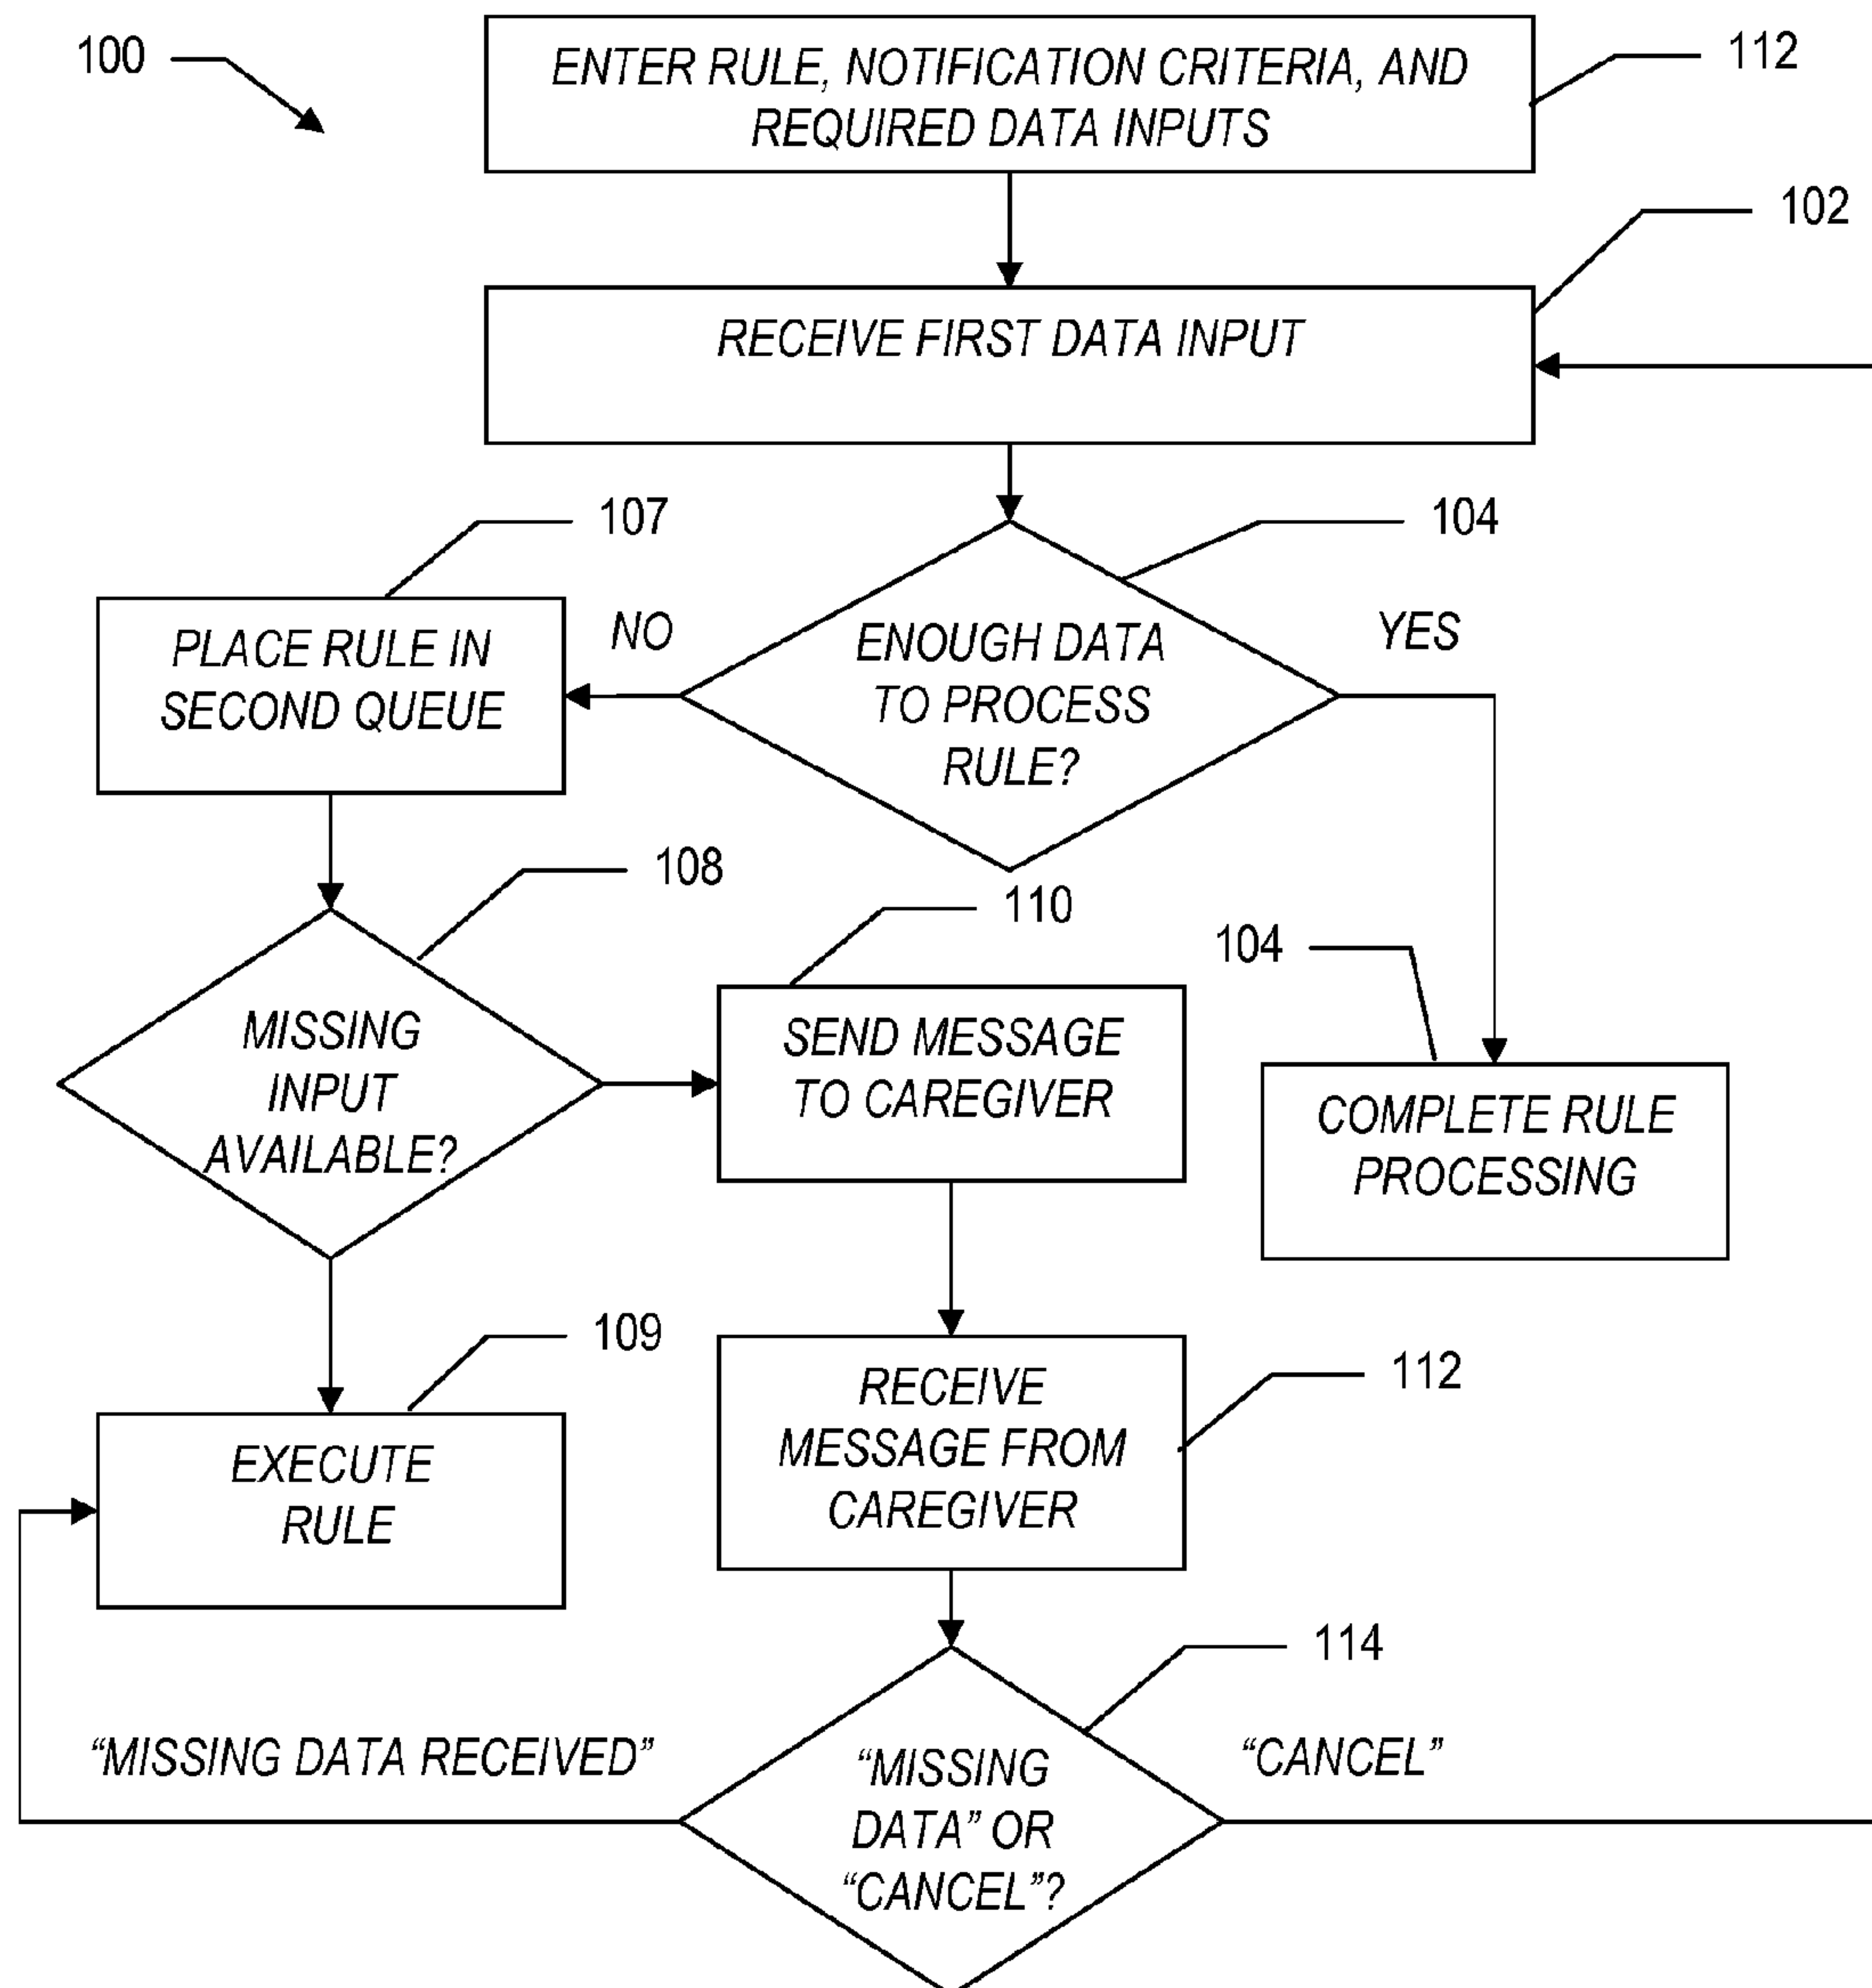 100
ENTER RULE, NOTIFICATION CRITERIA, AND
REQUIRED DATA INPUTS
112
102
RECEIVE FIRST DATA INPUT
107
104
PLACE RULE IN
SECOND QUEUE
NO
ENOUGH DATA
TO PROCESS
RULE?
YES
108
110
104
MISSING
INPUT
AVAILABLE?
SEND MESSAGE
TO CAREGIVER
COMPLETE RULE
PROCESSING
109
112
EXECUTE
RULE
RECEIVE
MESSAGE FROM
CAREGIVER
114
“MISSING DATA RECEIVED”
“MISSING
DATA” OR
“CANCEL”?
“CANCEL”